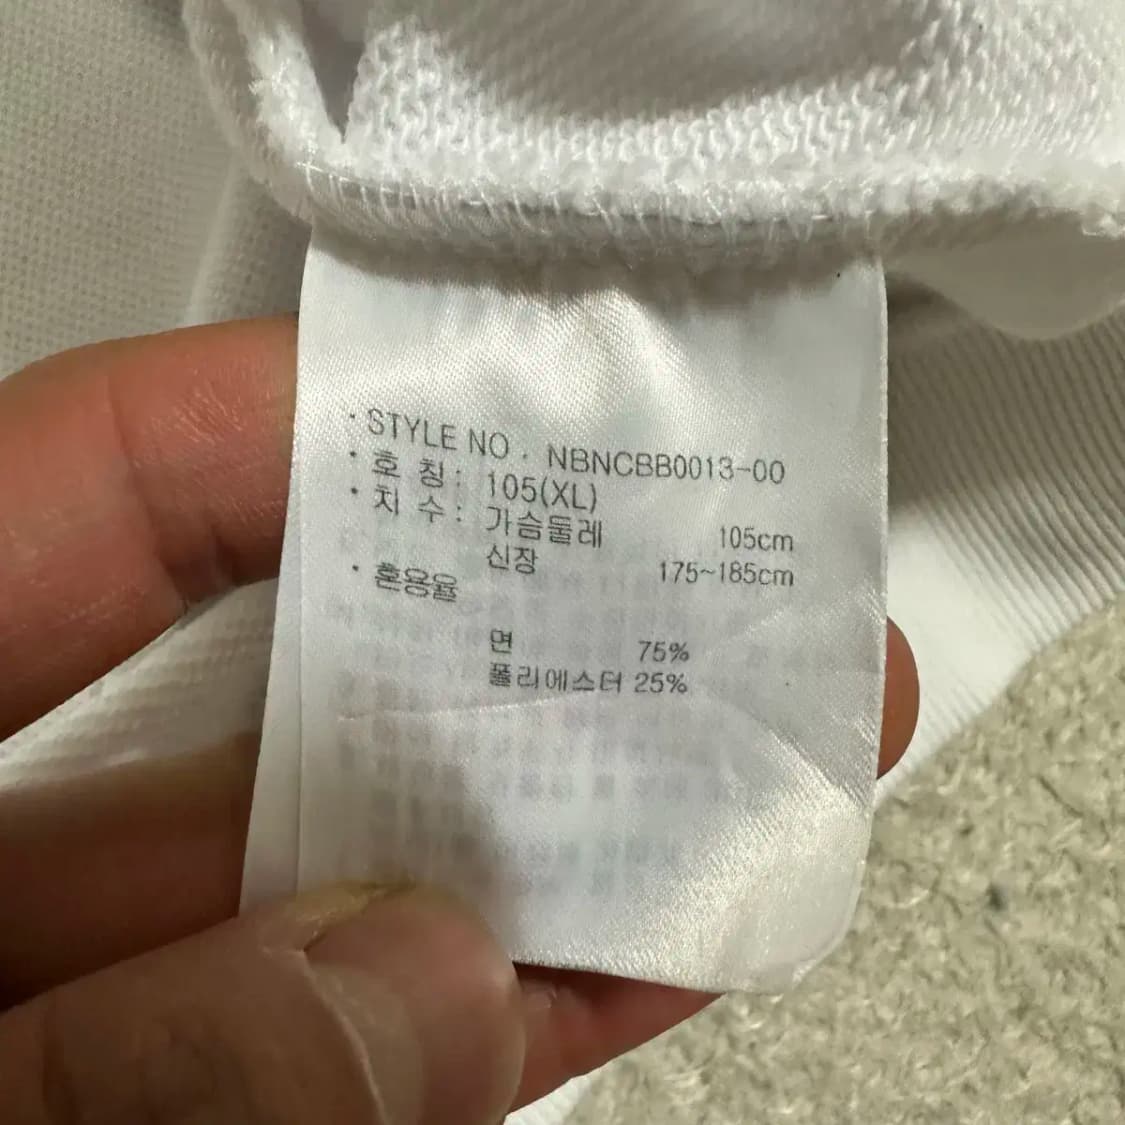 · STYLE NO . NBNCBB0013-00
· 호 칭 : 105(XL)
· 치 수 : 가슴둘레 105cm
신장 175~185cm
· 혼용율
면 75%
폴리에스터 25%